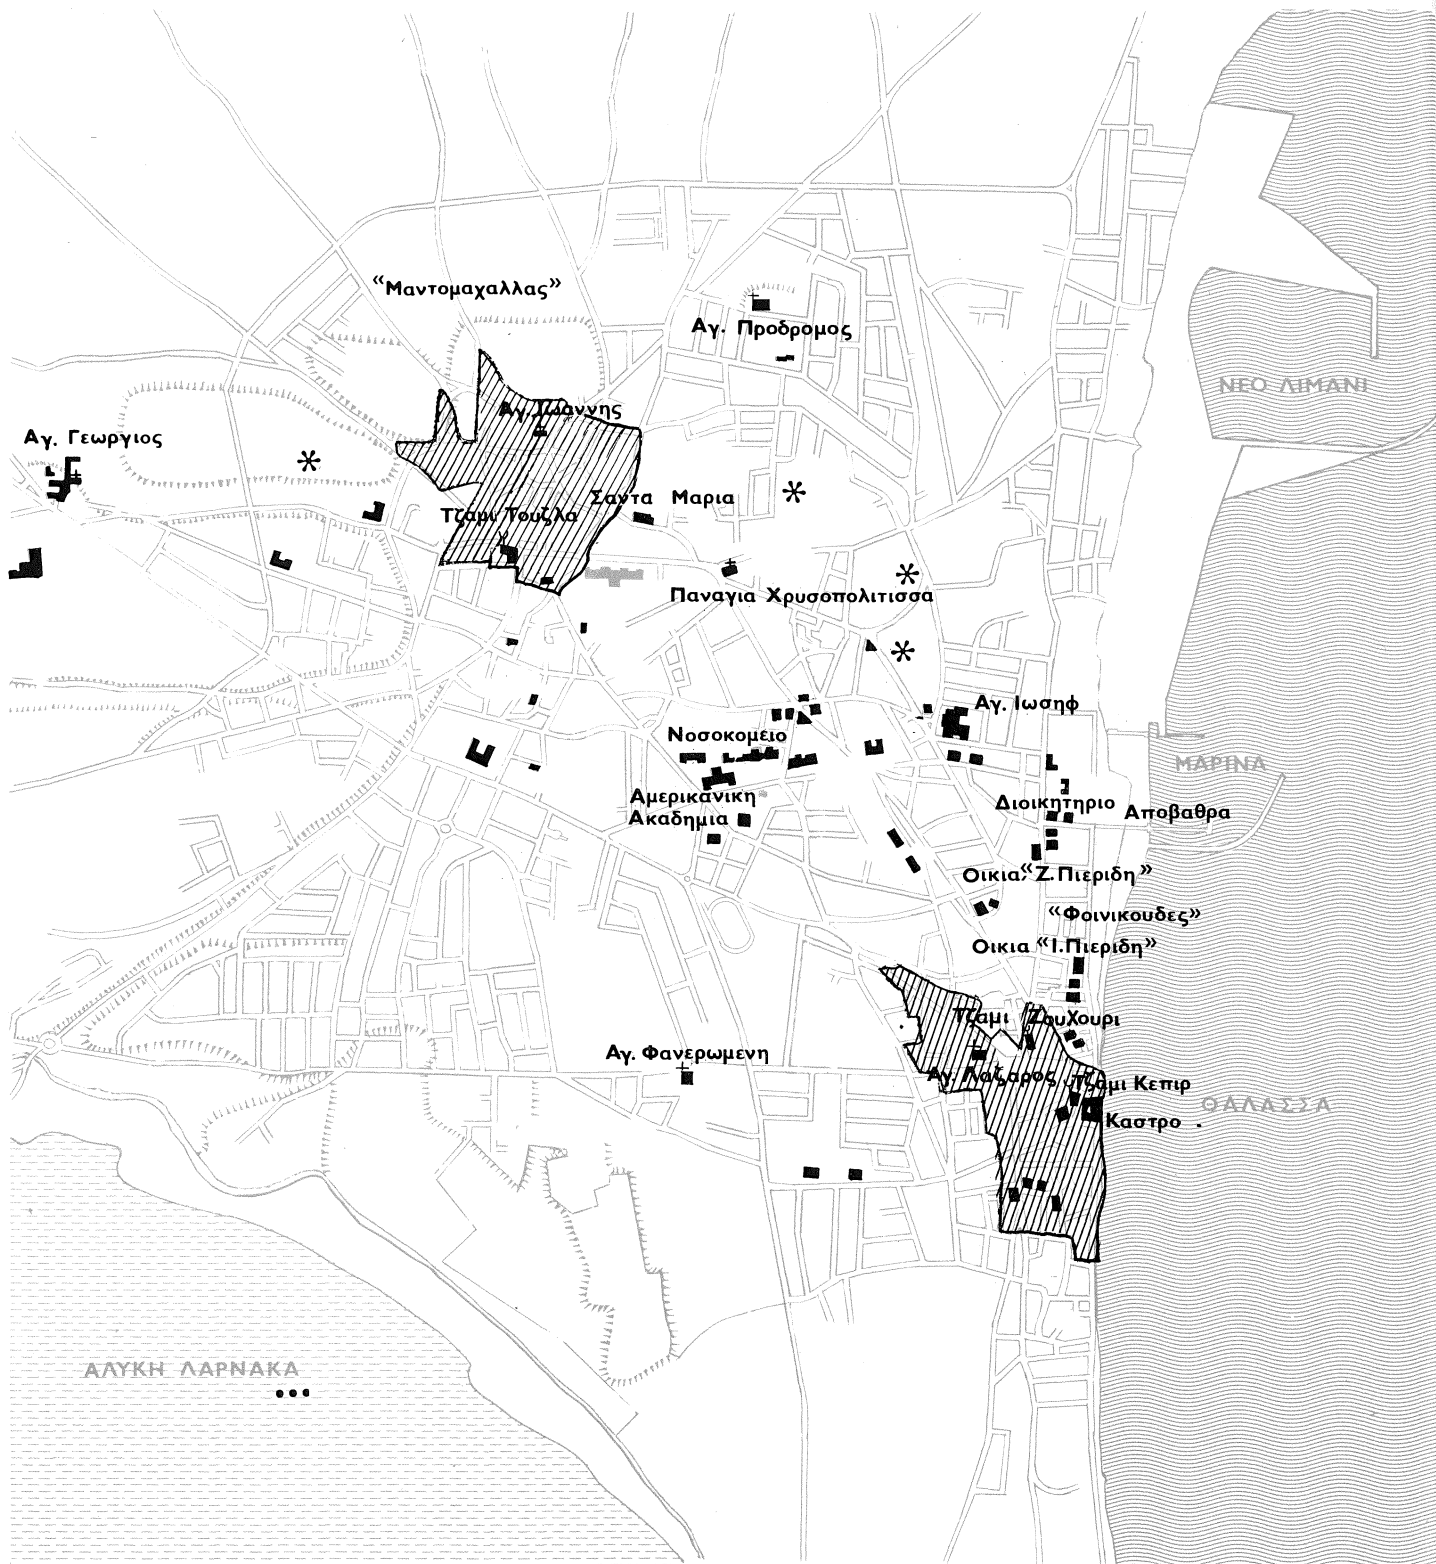 «Μαντομαχαλλας»
Αγ. Προδρομος
ΝΕΟ ΛΙΜΑΝΙ
Αγ. Ιωαννης
Αγ. Γεωργιος
Σαντα Μαρια
Τζαμι Τουζλα
Παναγια Χρυσοπολιτισσα
Αγ. Ιωσηφ
Νοσοκομειο
ΜΑΡΙΝΑ
Αμερικανικη
Ακαδημια
Διοικητηριο
Αποβαθρα
Οικια “Ζ. Πιεριδη”
«Φοινικουδες»
Οικια “Ι. Πιεριδη”
Τζαμι Ζουχουρι
Αγ. Φανερωμενη
Αγ. Λαζαρος
Τζαμι Κεπιρ
ΘΑΛΑΣΣΑ
Καστρο
ΑΛΥΚΗ ΛΑΡΝΑΚΑ